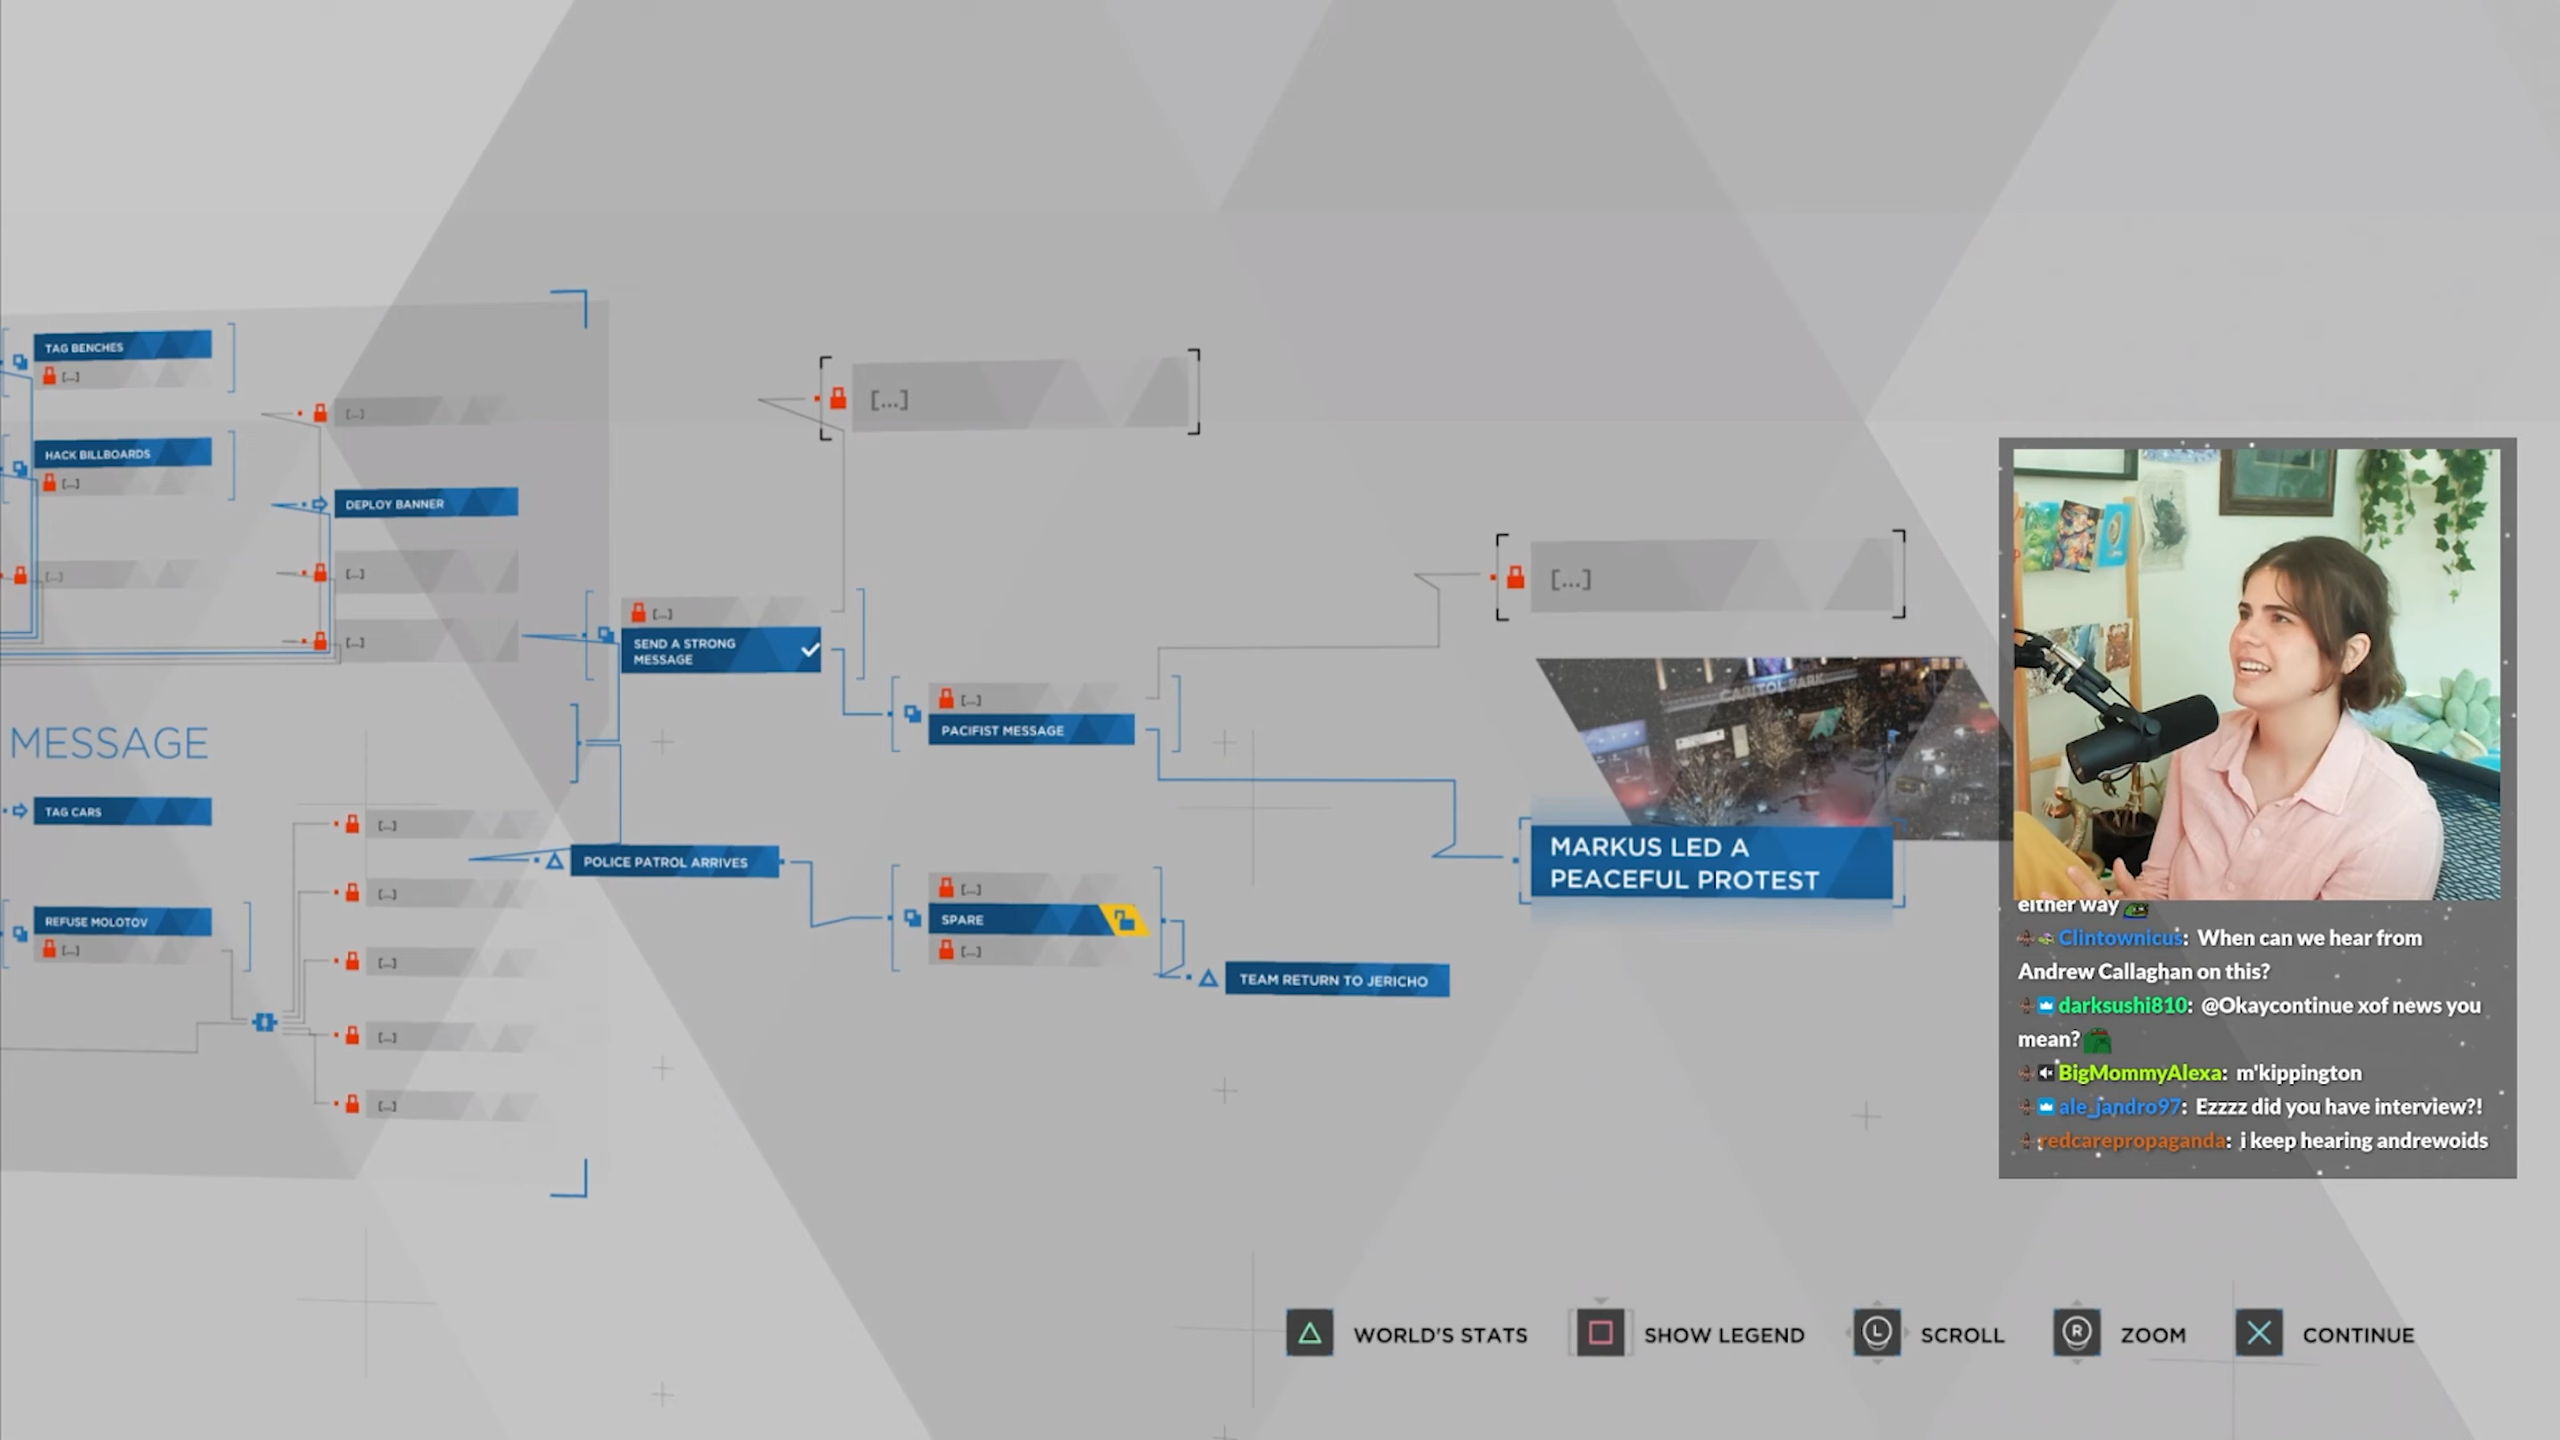 TAG BENCHES
[...]
HACK BILLBOARDS
[...]
[...]
[...]
DEPLOY BANNER
[...]
[...]
MESSAGE
TAG CARS
REFUSE MOLOTOV
[...]
[...]
[...]
[...]
[...]
[...]
[...]
SEND A STRONG
MESSAGE
POLICE PATROL ARRIVES
[...]
[...]
PACIFIST MESSAGE
[...]
SPARE
[...]
TEAM RETURN TO JERICHO
[...]
CAPITOL PARK
MARKUS LED A
PEACEFUL PROTEST
either way
Clintownicus: When can we hear from
Andrew Callaghan on this?
darksushi810: @Okaycontinue xof news you
mean?
BigMommyAlexa: m'kippington
ale_jandro97: Ezzzz did you have interview?!
redcarepropaganda: i keep hearing andrewoids
WORLD'S STATS
SHOW LEGEND
L
SCROLL
R
ZOOM
CONTINUE